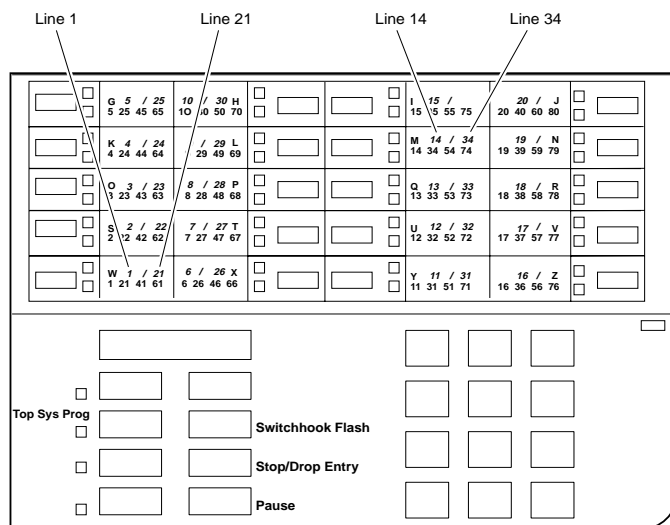 Line 1
Line 21
Line 14
Line 34
G 5 / 25 10 / 30 H I 15 / 20 / J
5 25 45 65 10 30 50 70 15 35 55 75 20 40 60 80
K 4 / 24 / 29 L M 14 / 34 19 / N
4 24 44 64 29 49 69 14 34 54 74 19 39 59 79
O 3 / 23 8 / 28 P Q 13 / 33 18 / R
3 23 43 63 8 28 48 68 13 33 53 73 18 38 58 78
S 2 / 22 7 / 27 T U 12 / 32 17 / V
2 22 42 62 7 27 47 67 12 32 52 72 17 37 57 77
W 1 / 21 6 / 26 X Y 11 / 31 16 / Z
1 21 41 61 6 26 46 66 11 31 51 71 16 36 56 76
Top Sys Prog
Switchhook Flash
Stop/Drop Entry
Pause